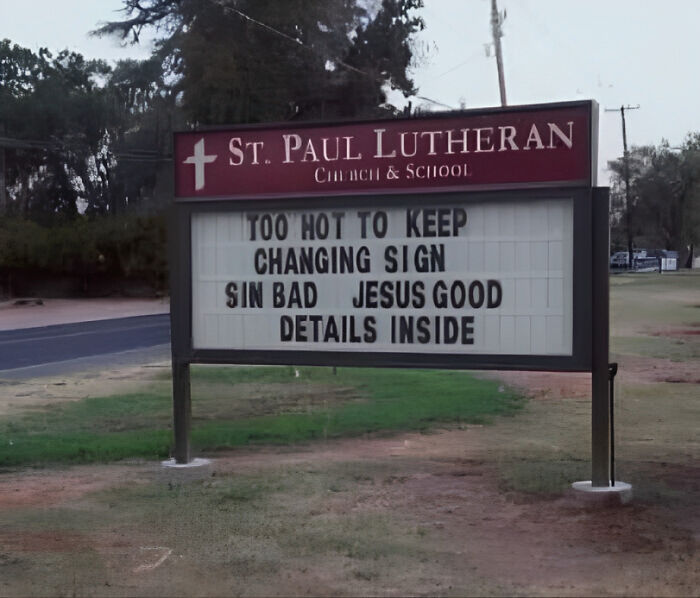 ST. PAUL LUTHERAN
CHURCH & SCHOOL
TOO HOT TO KEEP
CHANGING SIGN
SIN BAD JESUS GOOD
DETAILS INSIDE